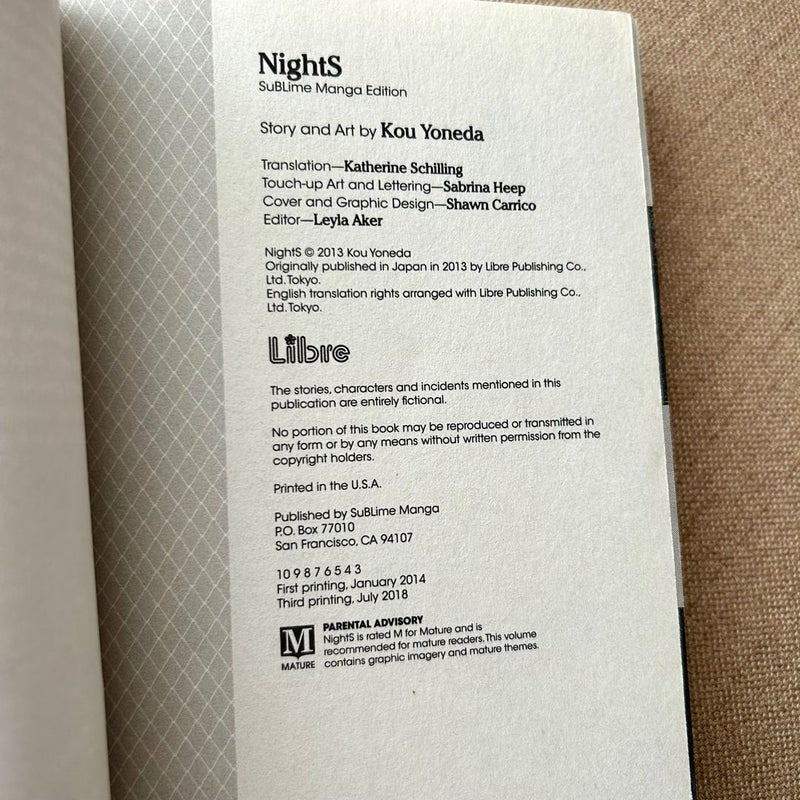 NightS
SuBLime Manga Edition
Story and Art by Kou Yoneda
Translation—Katherine Schilling
Touch-up Art and Lettering—Sabrina Heep
Cover and Graphic Design—Shawn Carrico
Editor—Leyla Aker
NightS © 2013 Kou Yoneda
Originally published in Japan in 2013 by Libre Publishing Co.,
Ltd. Tokyo.
English translation rights arranged with Libre Publishing Co.,
Ltd. Tokyo.
Libre
The stories, characters and incidents mentioned in this
publication are entirely fictional.
No portion of this book may be reproduced or transmitted in
any form or by any means without written permission from the
copyright holders.
Printed in the U.S.A.
Published by SuBLime Manga
P.O. Box 77010
San Francisco, CA 94107
10 9 8 7 6 5 4 3
First printing, January 2014
Third printing, July 2018
M
MATURE
PARENTAL ADVISORY
NightS is rated M for Mature and is
recommended for mature readers. This volume
contains graphic imagery and mature themes.